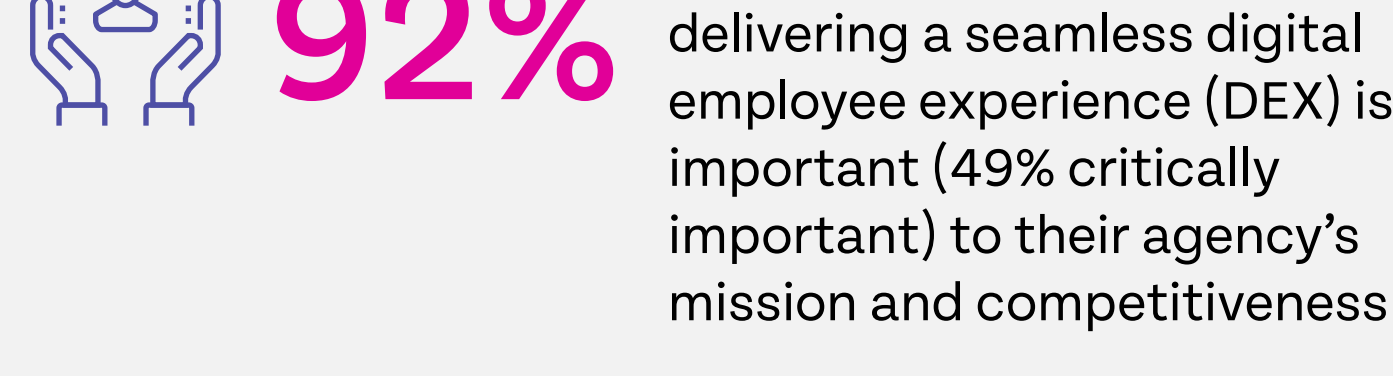 92%
delivering a seamless digital
employee experience (DEX) is
important (49% critically
important) to their agency’s
mission and competitiveness